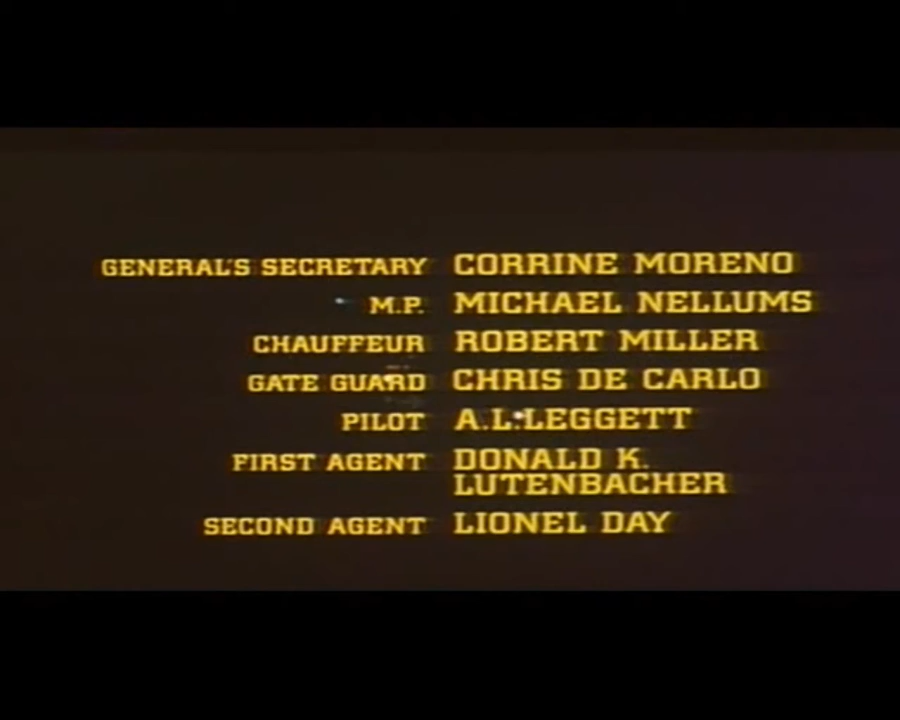 GENERAL'S SECRETARY CORRINE MORENO
M.P. MICHAEL NELLUMS
CHAUFFEUR ROBERT MILLER
GATE GUARD CHRIS DE CARLO
PILOT A.L. LEGGETT
FIRST AGENT DONALD K.
LUTENBACHER
SECOND AGENT LIONEL DAY